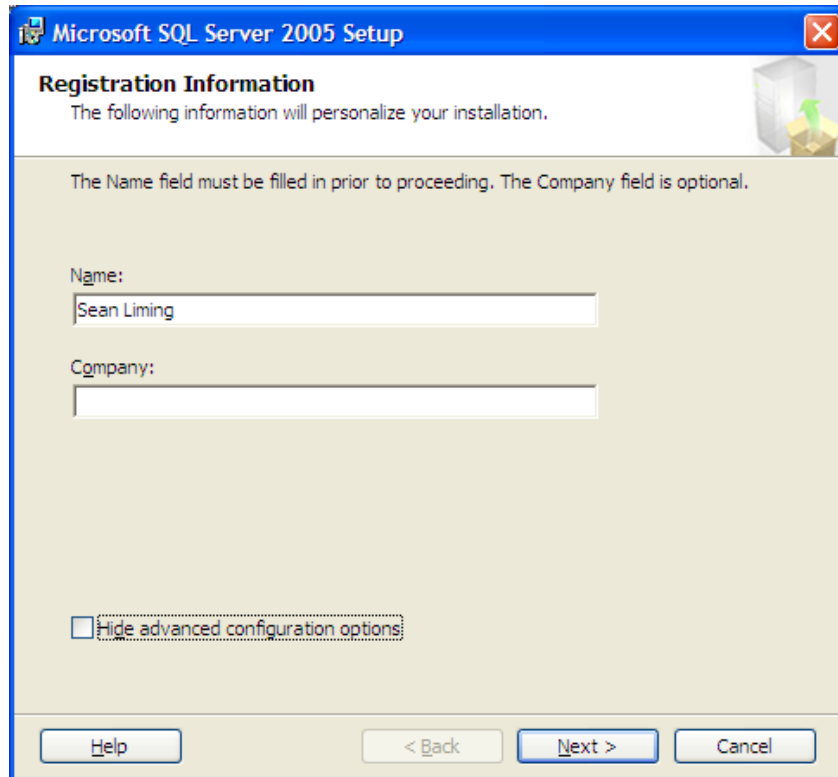 Microsoft SQL Server 2005 Setup
Registration Information
The following information will personalize your installation.
The Name field must be filled in prior to proceeding. The Company field is optional.
Name:
Sean Liming
Company:
Hide advanced configuration options
Help
< Back
Next >
Cancel